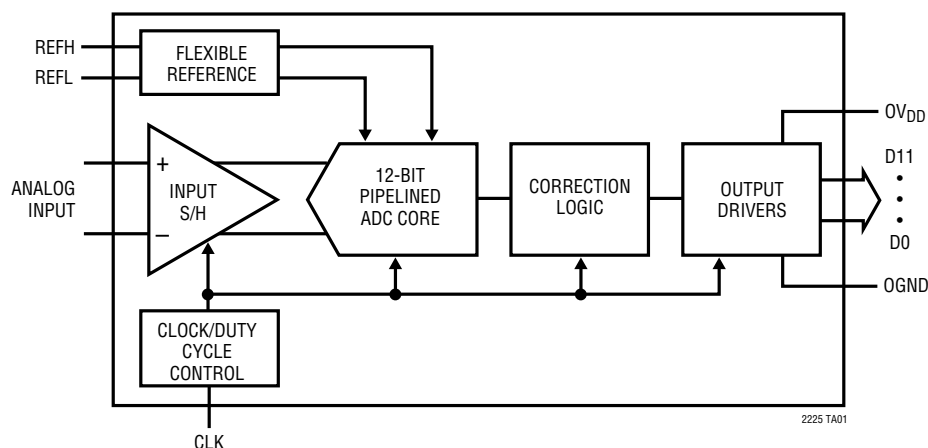 REFH
REFL
FLEXIBLE
REFERENCE
OVDD
D11
D0
OGND
ANALOG
INPUT
+
–
INPUT
S/H
12-BIT
PIPELINED
ADC CORE
CORRECTION
LOGIC
OUTPUT
DRIVERS
CLOCK/DUTY
CYCLE
CONTROL
CLK
2225 TA01